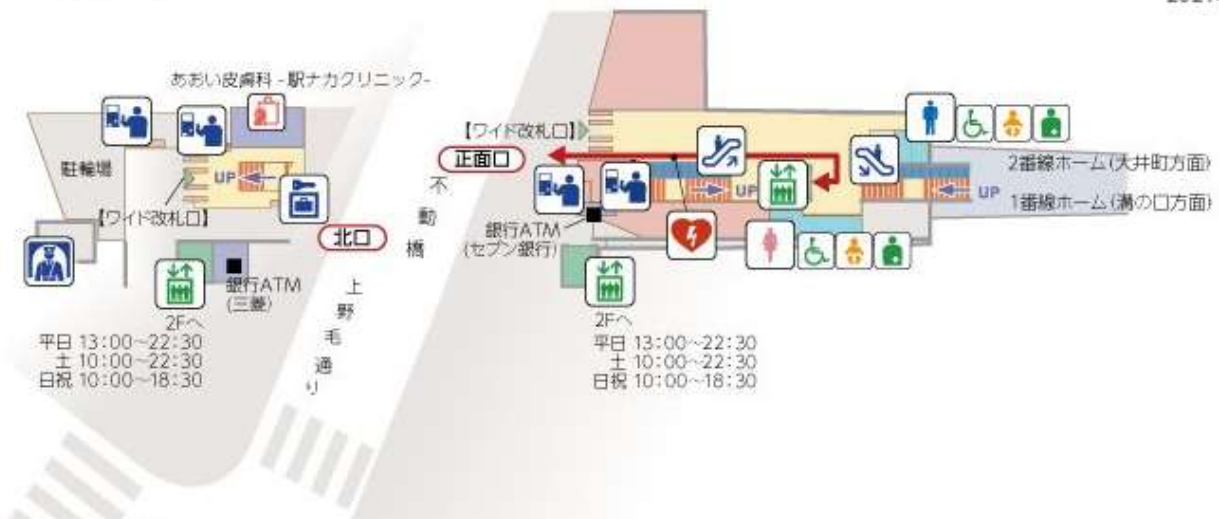 あおい皮膚科 - 駅ナカクリニック-
駐輪場
UP
【ワイド改札口】
北口
銀行ATM
(三菱)
2Fへ
平日 13:00~22:30
土 10:00~22:30
日祝 10:00~18:30
不動橋
上野毛通り
【ワイド改札口】
正面口
銀行ATM
(セブン銀行)
UP
UP
2番線ホーム(大井町方面)
1番線ホーム(溝の口方面)
2Fへ
平日 13:00~22:30
土 10:00~22:30
日祝 10:00~18:30